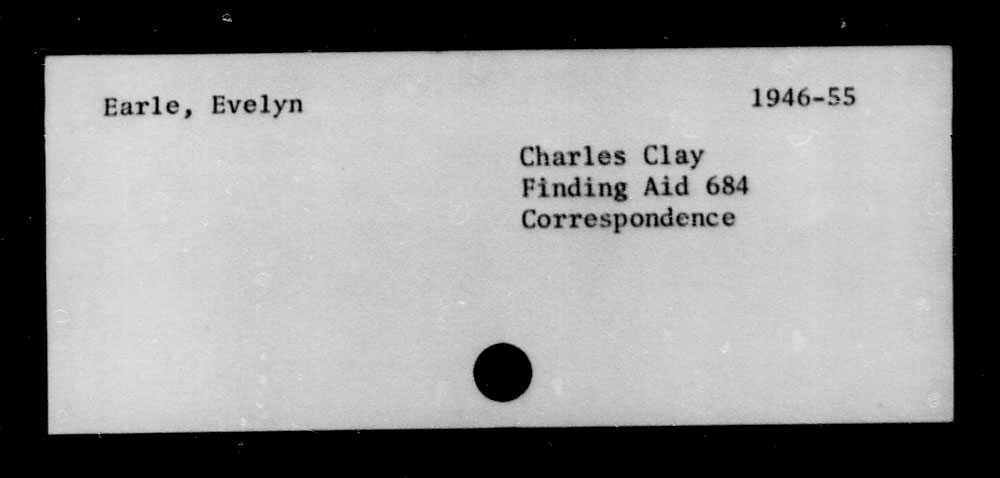 Earle, Evelyn 1946-55
Charles Clay
Finding Aid 684
Correspondence